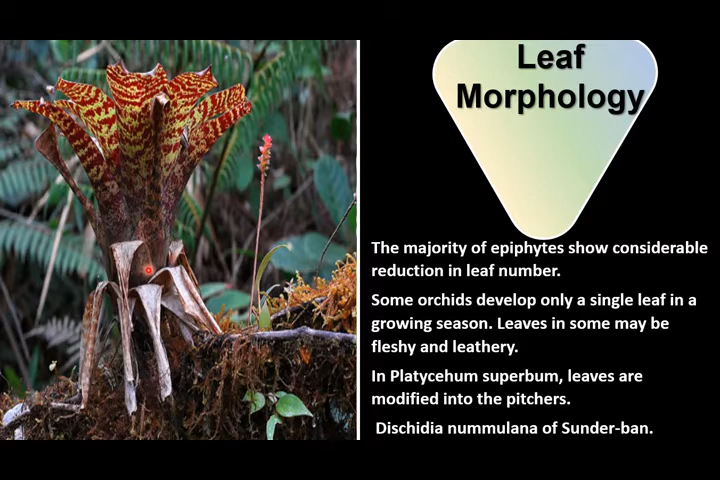 Leaf
Morphology
The majority of epiphytes show considerable
reduction in leaf number.
Some orchids develop only a single leaf in a
growing season. Leaves in some may be
fleshy and leathery.
In Platycehum superbum, leaves are
modified into the pitchers.
Dischidia nummulana of Sunder-ban.